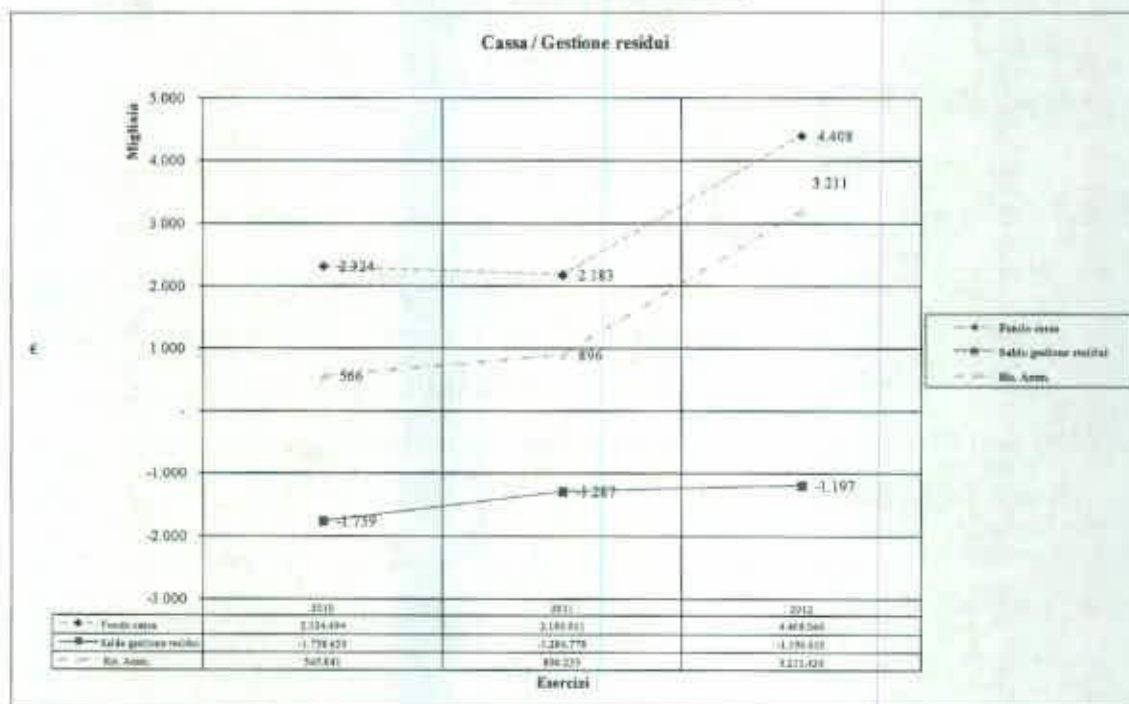 Cassa / Gestione residui
Migliaia
5.000
4.000
3.000
2.000
1.000
-
-1.000
-2.000
-3.000
€
4.408
3.211
2.324
2.183
896
566
-1.287
-1.197
-1.759
Fondo cassa
Saldo gestione residui
Ris. Amm.
2010 2011 2012
Fondo cassa
Saldo gestione residui
Ris. Amm.
Esercizi